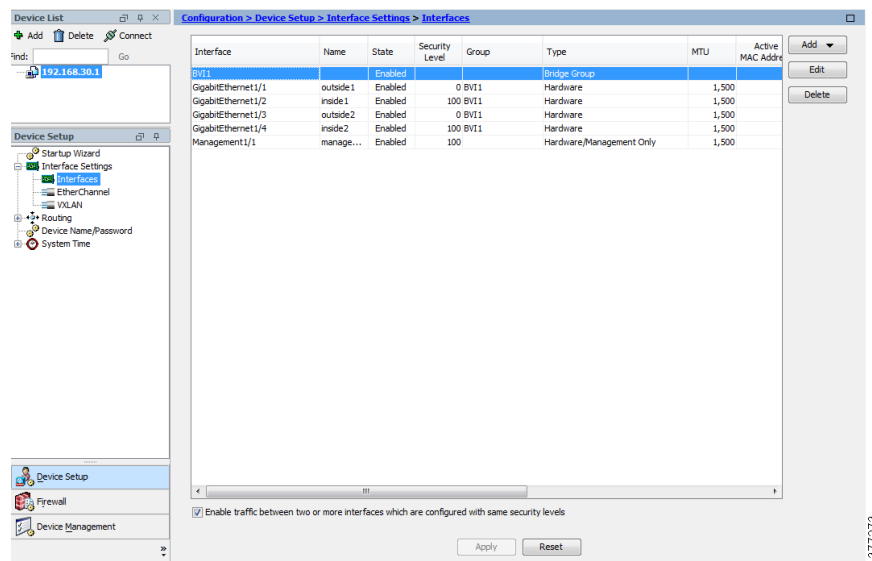 Device List
Add Delete Connect
Find: Go
192.168.30.1
Device Setup
Startup Wizard
Interface Settings
Interfaces
EtherChannel
VXLAN
Routing
Device Name/Password
System Time
Device Setup
Firewall
Device Management
Configuration > Device Setup > Interface Settings > Interfaces
Interface Name State Security Level Group Type MTU Active MAC Addre
BVI1 Enabled Bridge Group
GigabitEthernet1/1 outside1 Enabled 0 BVI1 Hardware 1,500
GigabitEthernet1/2 inside1 Enabled 100 BVI1 Hardware 1,500
GigabitEthernet1/3 outside2 Enabled 0 BVI1 Hardware 1,500
GigabitEthernet1/4 inside2 Enabled 100 BVI1 Hardware 1,500
Management1/1 manage... Enabled 100 Hardware/Management Only 1,500
Add
Edit
Delete
Enable traffic between two or more interfaces which are configured with same security levels
Apply Reset